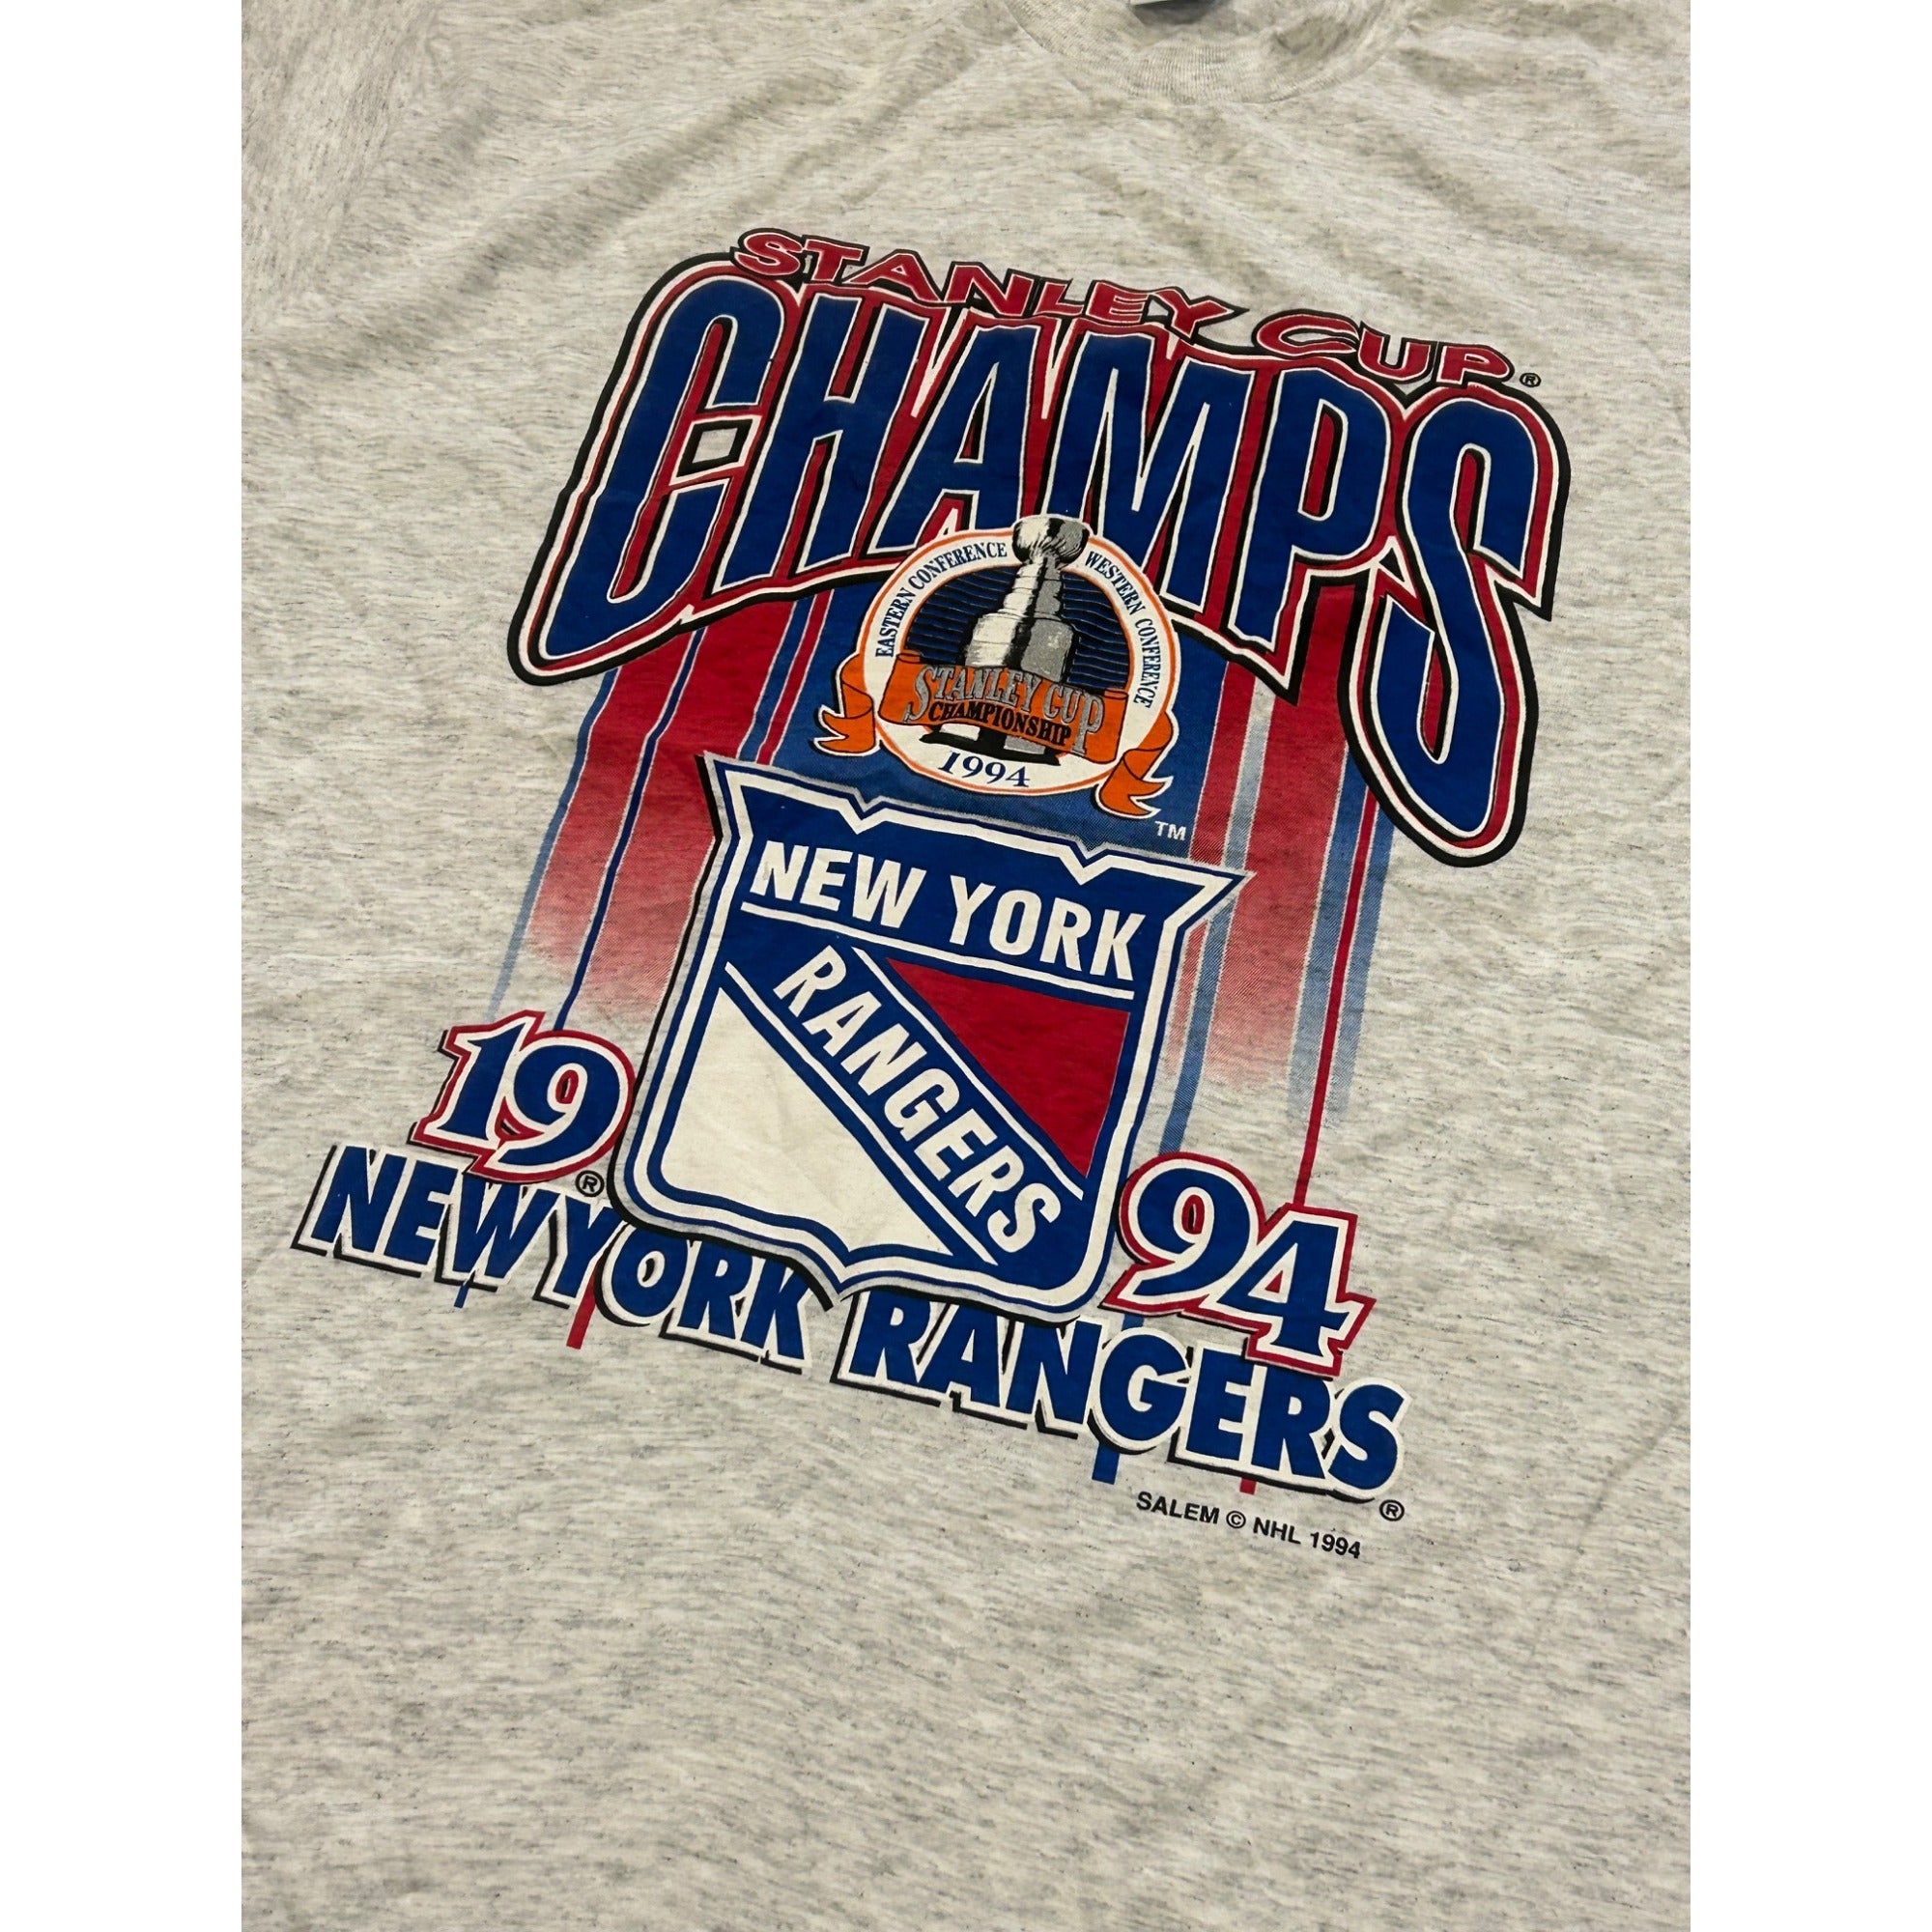 STANLEY CUP®
CHAMPS
EASTERN CONFERENCE WESTERN CONFERENCE
STANLEY CUP
CHAMPIONSHIP
1994
TM
NEW YORK
RANGERS
19 94
®
NEW YORK RANGERS®
SALEM © NHL 1994